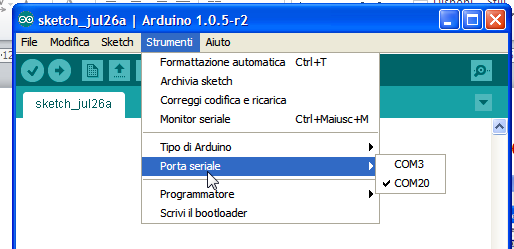 sketch_jul26a | Arduino 1.0.5-r2
File Modifica Sketch Strumenti Aiuto
sketch_jul26a
Formattazione automatica Ctrl+T
Archivia sketch
Correggi codifica e ricarica
Monitor seriale Ctrl+Maiusc+M
Tipo di Arduino
Porta seriale
COM3
COM20
Programmatore
Scrivi il bootloader